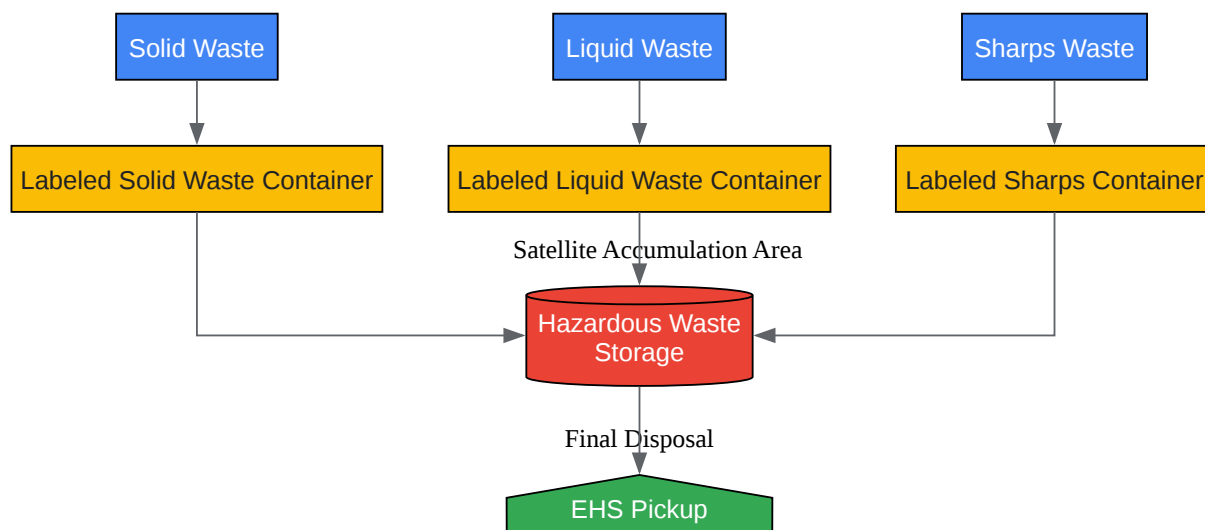 Solid Waste
Liquid Waste
Sharps Waste
Labeled Solid Waste Container
Labeled Liquid Waste Container
Labeled Sharps Container
Satellite Accumulation Area
Hazardous Waste
Storage
Final Disposal
EHS Pickup